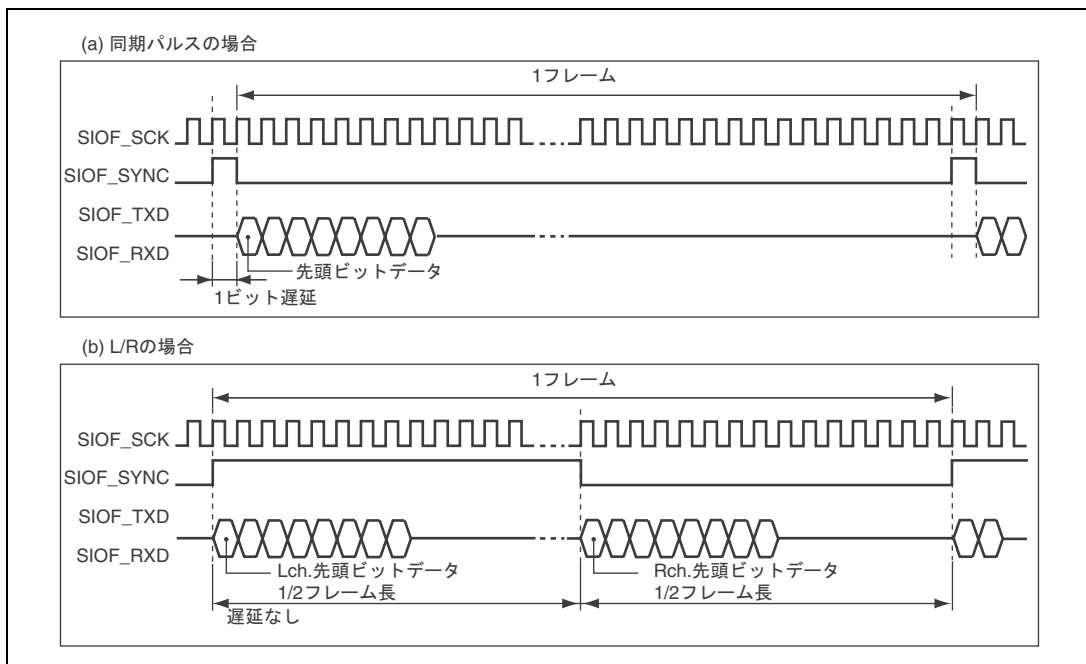 (a) 同期パルスの場合
1フレーム
SIOF_SCK
SIOF_SYNC
SIOF_TXD
SIOF_RXD
先頭ビットデータ
1ビット遅延
(b) L/Rの場合
1フレーム
SIOF_SCK
SIOF_SYNC
SIOF_TXD
SIOF_RXD
Lch.先頭ビットデータ
Rch.先頭ビットデータ
1/2フレーム長
1/2フレーム長
遅延なし